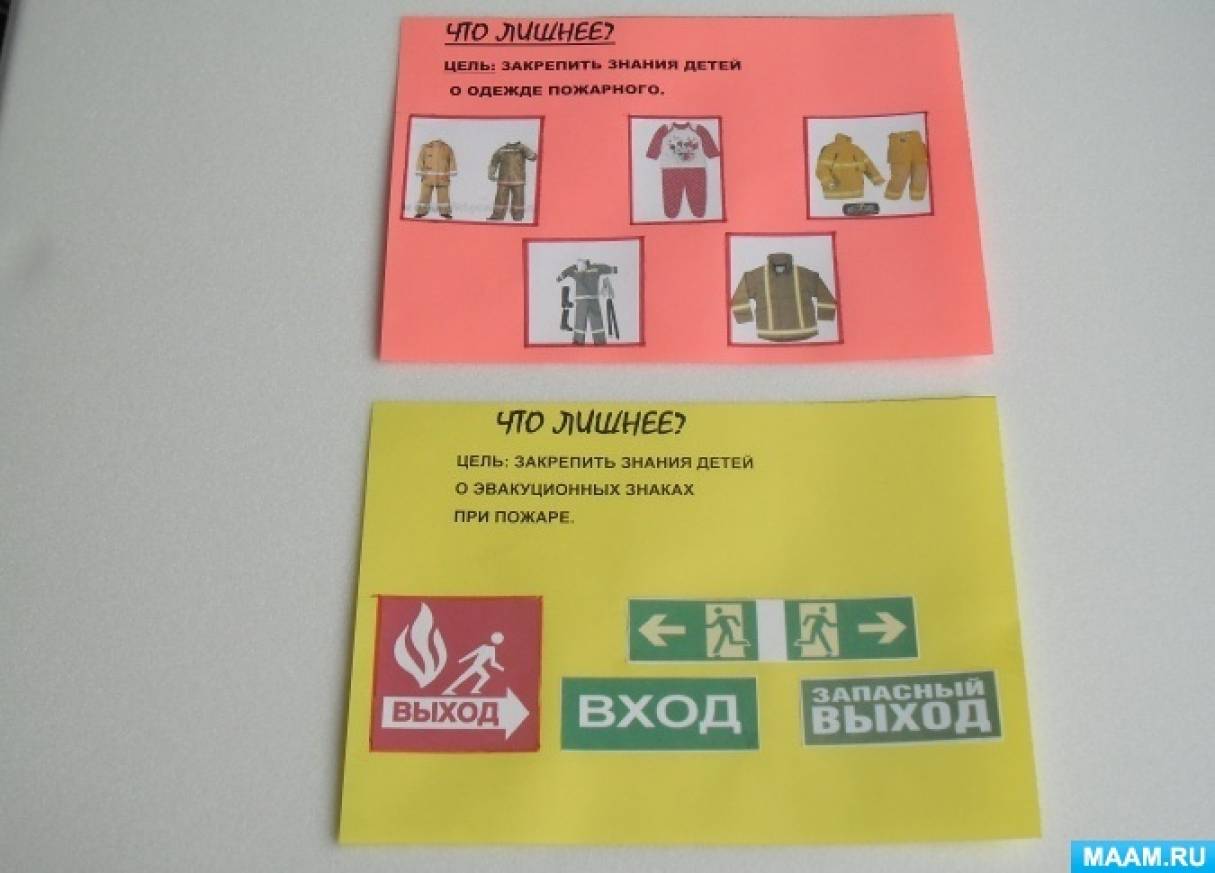 ЧТО ЛИШНЕЕ?
ЦЕЛЬ: ЗАКРЕПИТЬ ЗНАНИЯ ДЕТЕЙ
О ОДЕЖДЕ ПОЖАРНОГО.
ЧТО ЛИШНЕЕ?
ЦЕЛЬ: ЗАКРЕПИТЬ ЗНАНИЯ ДЕТЕЙ
О ЭВАКУЦИОННЫХ ЗНАКАХ
ПРИ ПОЖАРЕ.
ВЫХОД
ВХОД
ЗАПАСНЫЙ
ВЫХОД
MAAM.RU